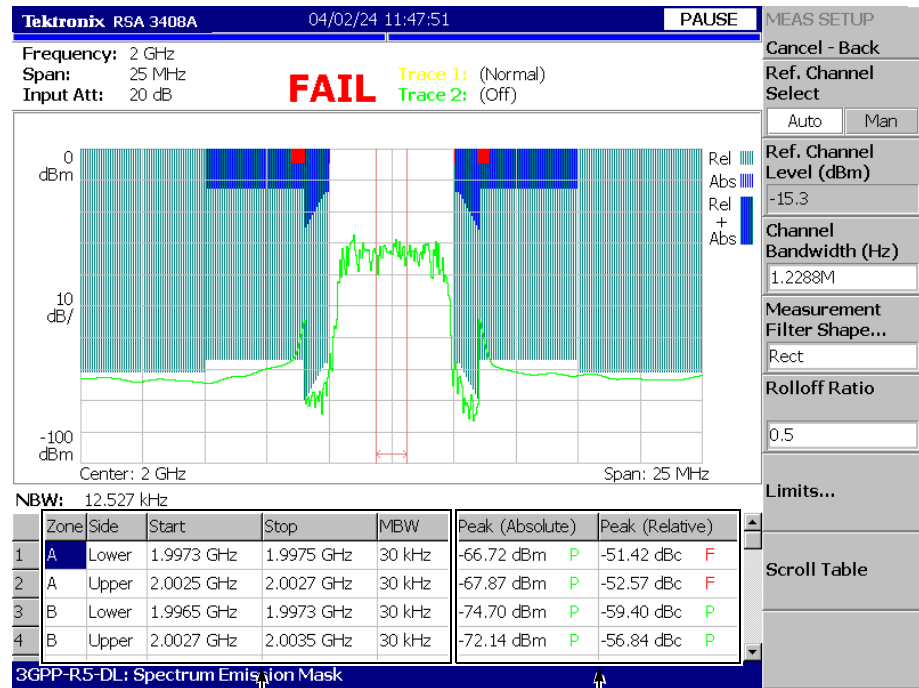 Tektronix RSA 3408A 04/02/24 11:47:51 PAUSE
Frequency: 2 GHz
Span: 25 MHz
Input Att: 20 dB
FAIL
Trace 1: (Normal)
Trace 2: (Off)
0
dBm
10
dB/
-100
dBm
Rel
Abs
Rel
+
Abs
Center: 2 GHz Span: 25 MHz
NBW: 12.527 kHz
Zone Side Start Stop MBW Peak (Absolute) Peak (Relative)
1 A Lower 1.9973 GHz 1.9975 GHz 30 kHz -66.72 dBm P -51.42 dBc F
2 A Upper 2.0025 GHz 2.0027 GHz 30 kHz -67.87 dBm P -52.57 dBc F
3 B Lower 1.9965 GHz 1.9973 GHz 30 kHz -74.70 dBm P -59.40 dBc P
4 B Upper 2.0027 GHz 2.0035 GHz 30 kHz -72.14 dBm P -56.84 dBc P
3GPP-R5-DL: Spectrum Emission Mask
MEAS SETUP
Cancel - Back
Ref. Channel
Select
Auto Man
Ref. Channel
Level (dBm)
-15.3
Channel
Bandwidth (Hz)
1.2288M
Measurement
Filter Shape...
Rect
Rolloff Ratio
0.5
Limits...
Scroll Table